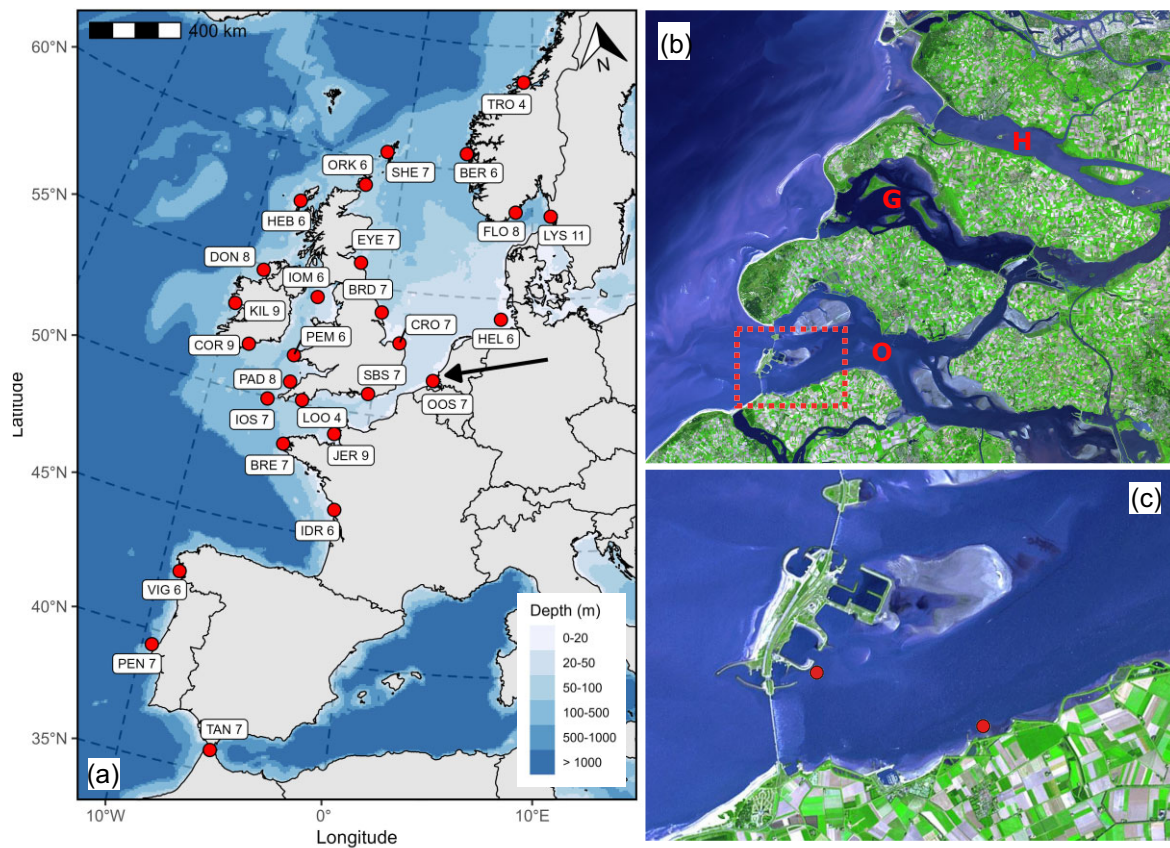 400 km
N
60°N
55°N
50°N
45°N
40°N
35°N
Latitude
TRO 4
ORK 6
SHE 7
BER 6
HEB 6
FLO 8
LYS 11
EYE 7
DON 8
IOM 6
BRD 7
KIL 9
CRO 7
HEL 6
COR 9
PEM 6
PAD 8
SBS 7
OOS 7
IOS 7
LOO 4
BRE 7
JER 9
IDR 6
VIG 6
PEN 7
TAN 7
Depth (m)
0-20
20-50
50-100
100-500
500-1000
> 1000
(a)
10°W
0°
10°E
Longitude
(b)
H
G
O
(c)